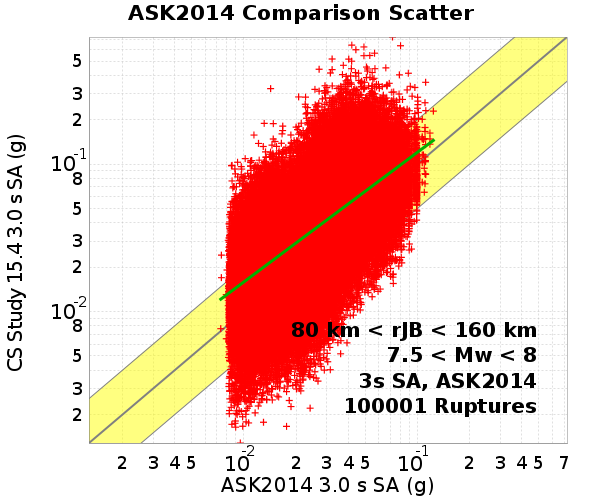 ASK2014 Comparison Scatter
CS Study 15.4 3.0 s SA (g)
5
3
2
10-1
8
5
3
2
10-2
8
5
3
2
80 km < rJB < 160 km
7.5 < Mw < 8
3s SA, ASK2014
100001 Ruptures
2 3 4 5 10-2 2 3 4 5 10-1 2 3 4 5 7
ASK2014 3.0 s SA (g)